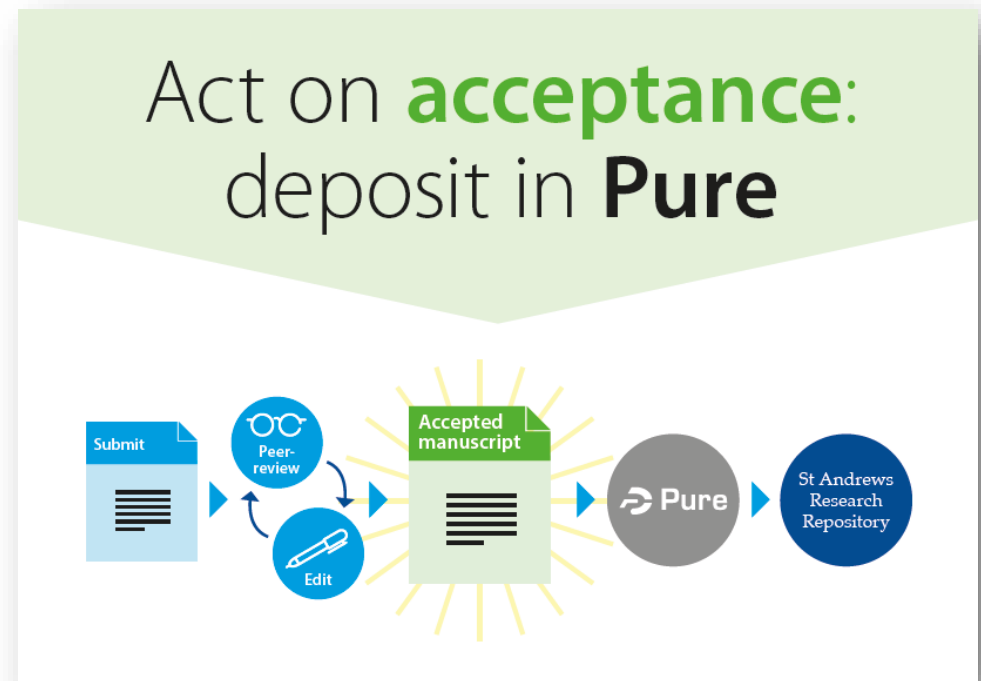 Act on acceptance:
deposit in Pure
Submit
Peer-
review
Edit
Accepted
manuscript
Pure
St Andrews
Research
Repository